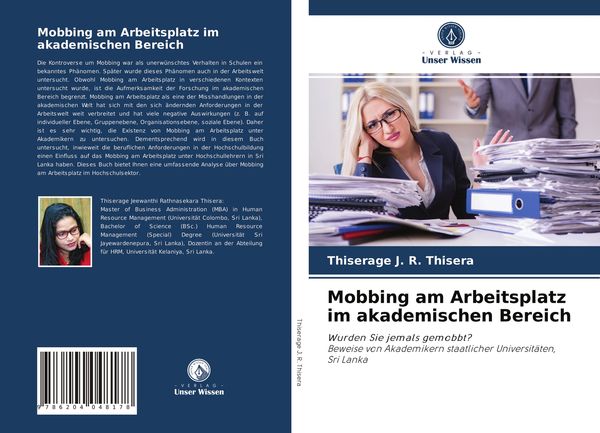 Mobbing am Arbeitsplatz im
akademischen Bereich
Die Kontroverse um Mobbing war als unerwünschtes Verhalten in Schulen ein
bekanntes Phänomen. Später wurde dieses Phänomen auch in der Arbeitswelt
untersucht. Obwohl Mobbing am Arbeitsplatz in verschiedenen Kontexten
untersucht wurde, ist die Aufmerksamkeit der Forschung im akademischen
Bereich begrenzt. Mobbing am Arbeitsplatz als eine der Misshandlungen in der
akademischen Welt hat sich mit den sich ändernden Anforderungen in der
Arbeitswelt weit verbreitet und hat viele negative Auswirkungen (z. B. auf
individueller Ebene, Gruppenebene, Organisationsebene, soziale Ebene). Daher
ist es sehr wichtig, die Existenz von Mobbing am Arbeitsplatz unter
Akademikern zu untersuchen. Dementsprechend wird in diesem Buch
untersucht, inwieweit die beruflichen Anforderungen in der Hochschulbildung
einen Einfluss auf das Mobbing am Arbeitsplatz unter Hochschullehrern in Sri
Lanka haben. Dieses Buch bietet Ihnen eine umfassende Analyse über Mobbing
am Arbeitsplatz im Hochschulsektor.
Thiserage Jeewanthi Rathnasekara Thisera:
Master of Business Administration (MBA) in Human
Resource Management (Universität Colombo, Sri Lanka),
Bachelor of Science (BSc.) Human Resource
Management (Special) Degree (Universität Sri
Jayewardenepura, Sri Lanka), Dozentin an der Abteilung
für HRM, Universität Kelaniya, Sri Lanka.
9 786204 048178
VERLAG
Unser Wissen
Thiserage J. R. Thisera
VERLAG
Unser Wissen
Thiserage J. R. Thisera
Mobbing am Arbeitsplatz
im akademischen Bereich
Wurden Sie jemals gemobbt?
Beweise von Akademikern staatlicher Universitäten,
Sri Lanka